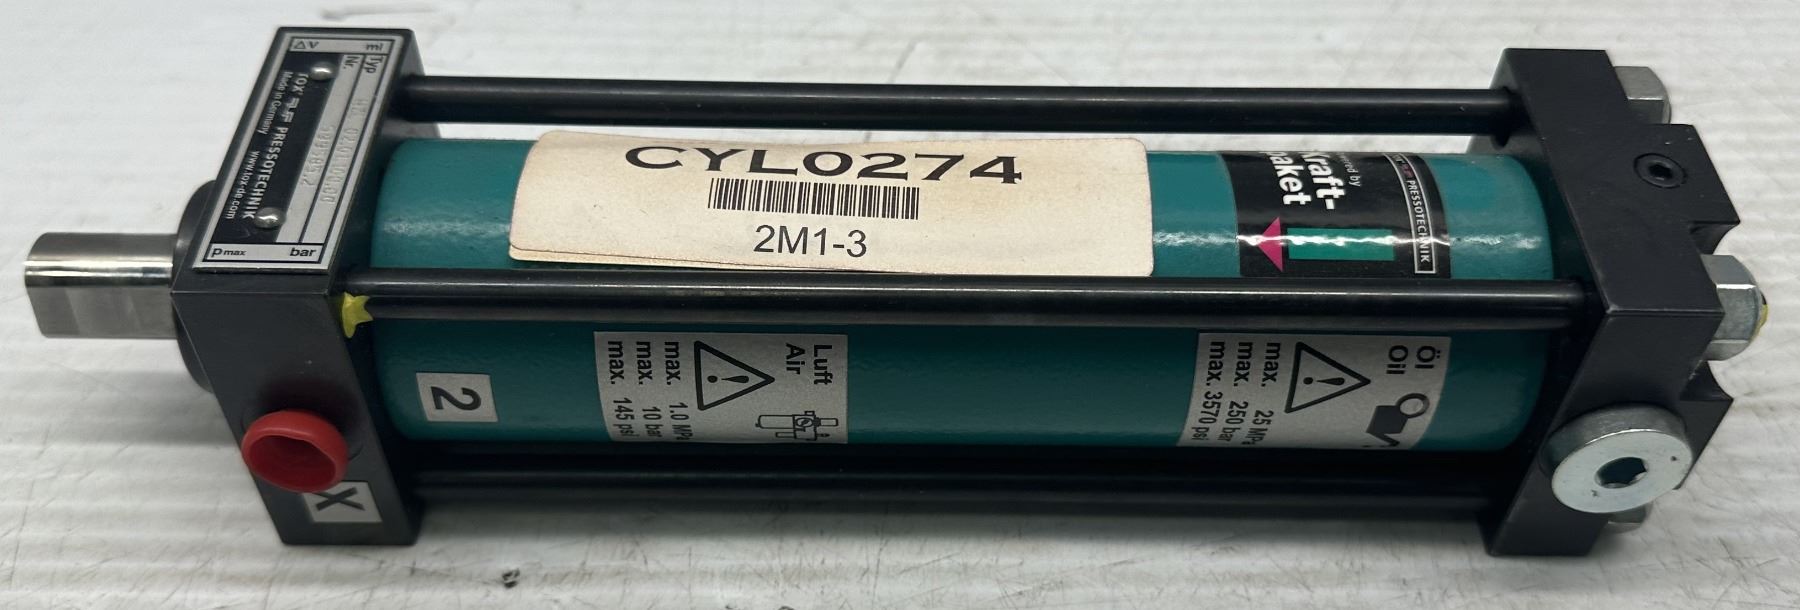 ΔV ml
Typ
Nr.
TOX® PRESSOTECHNIK
Made in Germany
www.tox-de.com
pmax bar
CYL0274
2M1-3
powered by
Kraft-
paket
PRESSOTECHNIK
2
X
Luft
Air
max. 1.0 MPa
max. 10 bar
max. 145 psi
Öl
Oil
max. 25 MPa
max. 250 bar
max. 3570 psi